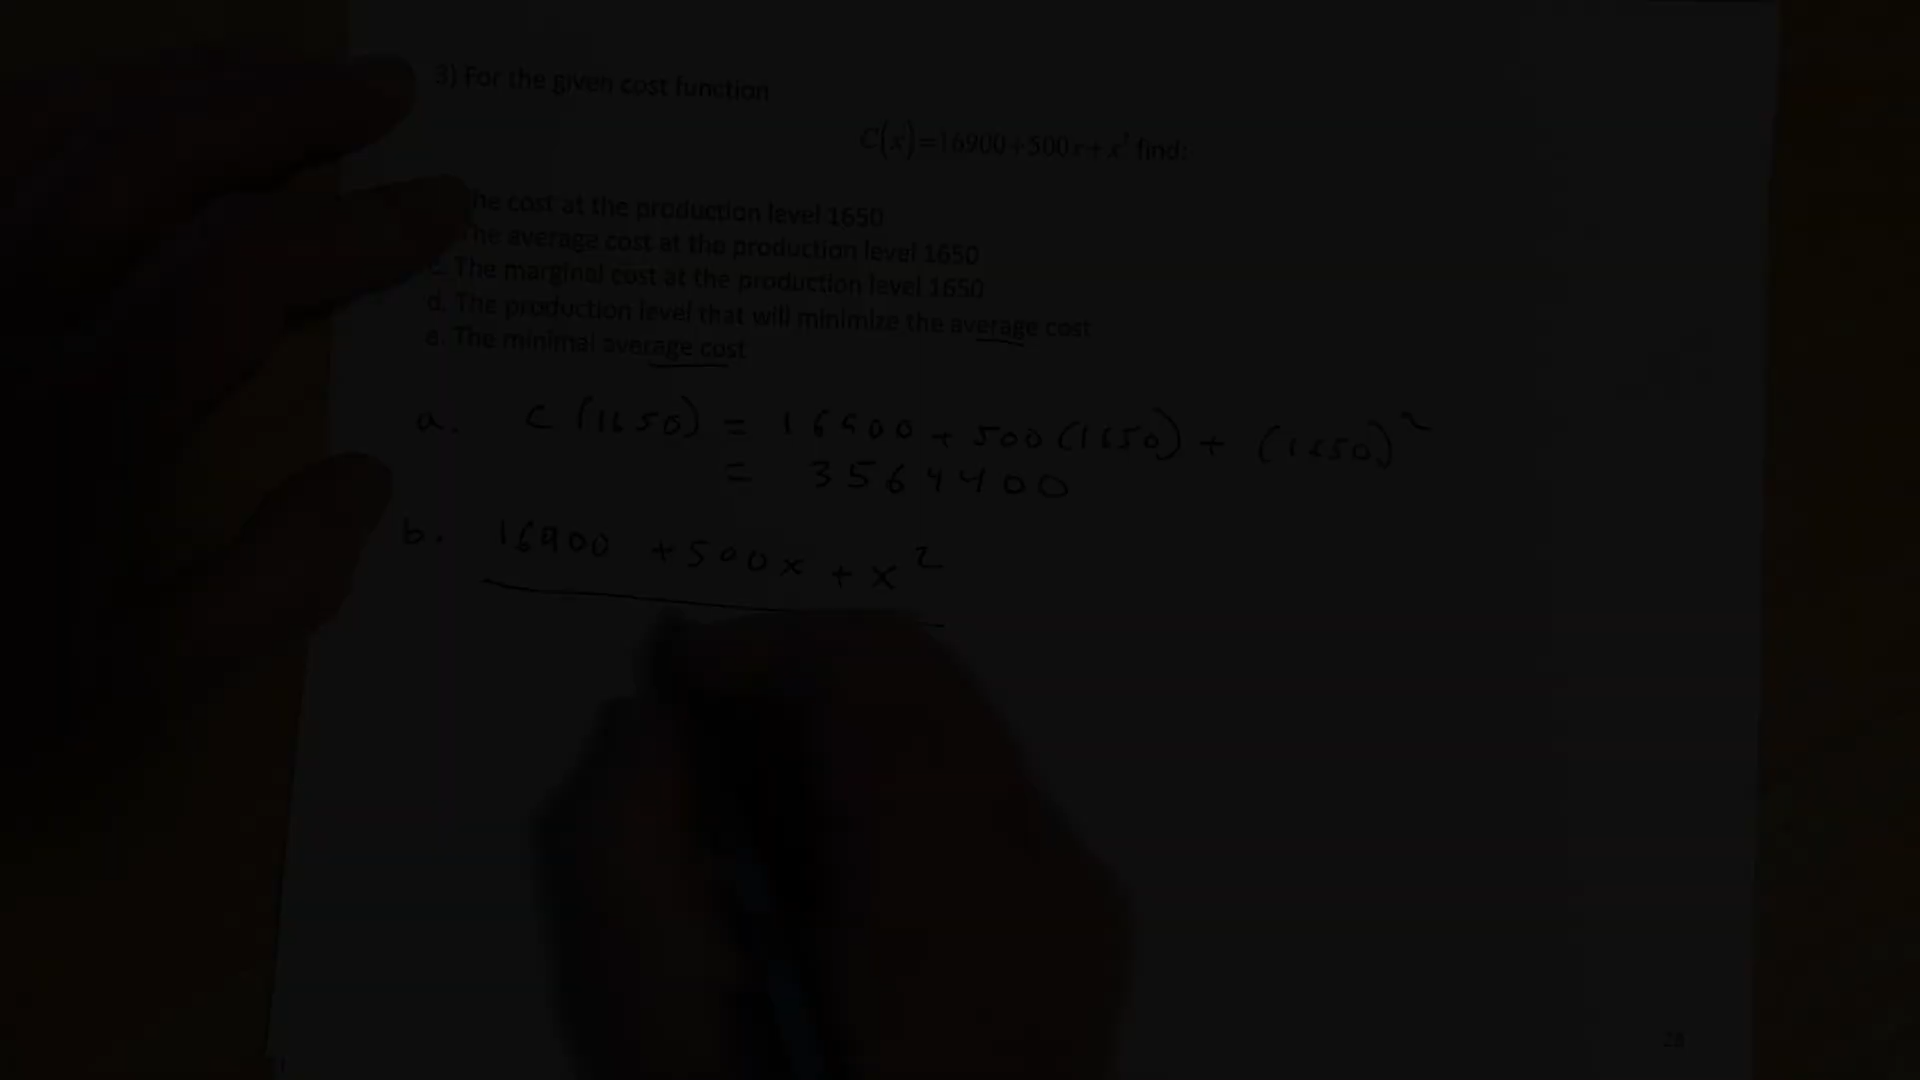 3) For the given cost function
C(x)=16900+500x+x² find:
he cost at the production level 1650
The average cost at the production level 1650
c. The marginal cost at the production level 1650
d. The production level that will minimize the average cost
e. The minimal average cost
a. C (1650) = 16900 + 500 (1650) + (1650)²
= 3564400
b. 16900 + 500x + x²
28